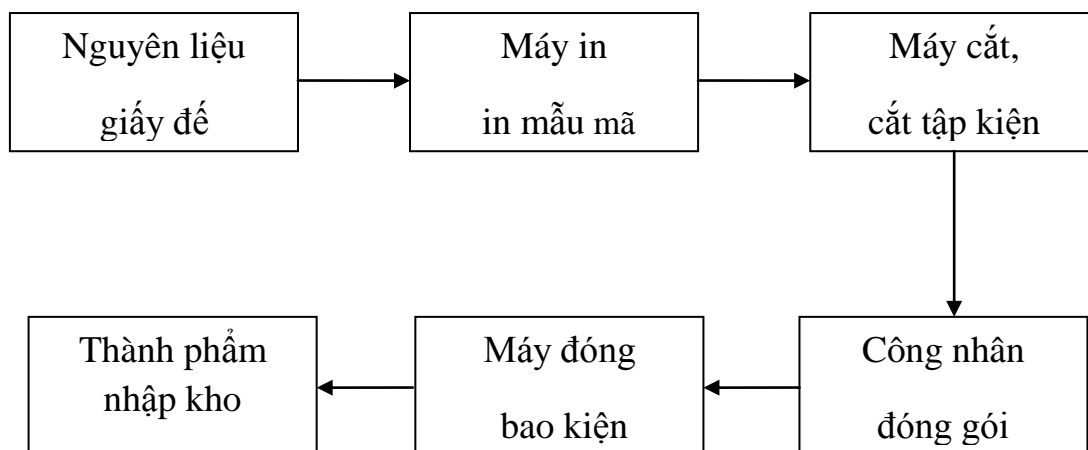 Nguyên liệu
giấy đế
Máy in
in mẫu mã
Máy cắt,
cắt tập kiện
Thành phẩm
nhập kho
Máy đóng
bao kiện
Công nhân
đóng gói